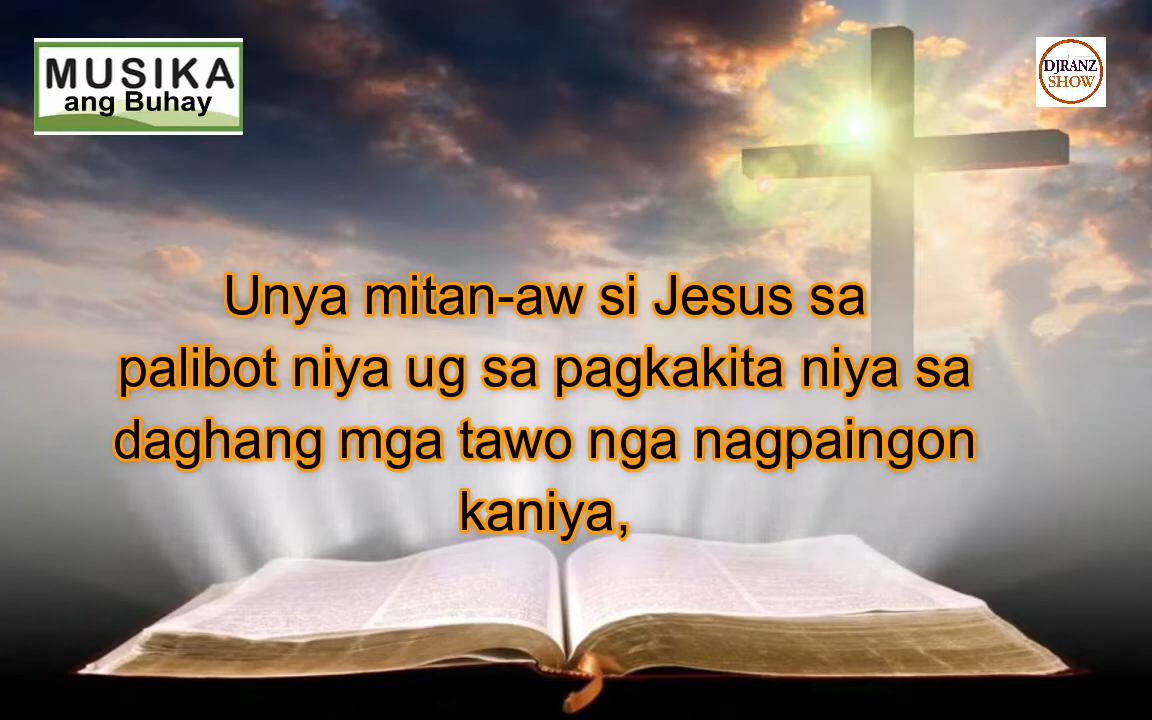 MUSIKA
ang Buhay
DJRANZ
SHOW
Unya mitan-aw si Jesus sa
palibot niya ug sa pagkakita niya sa
daghang mga tawo nga nagpaingon
kaniya,